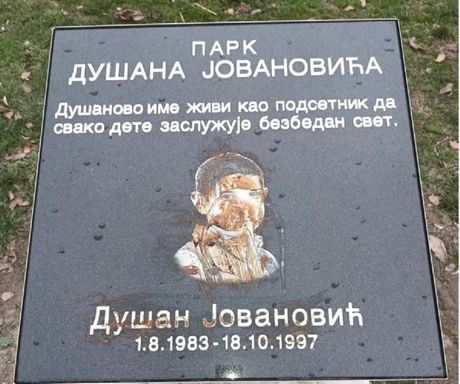 ПАРК
ДУШАНА ЈОВАНОВИЋА
Душаново име живи као подсетник да
свако дете заслужује безбедан свет.
Душан Јовановић
1.8.1983 - 18.10.1997